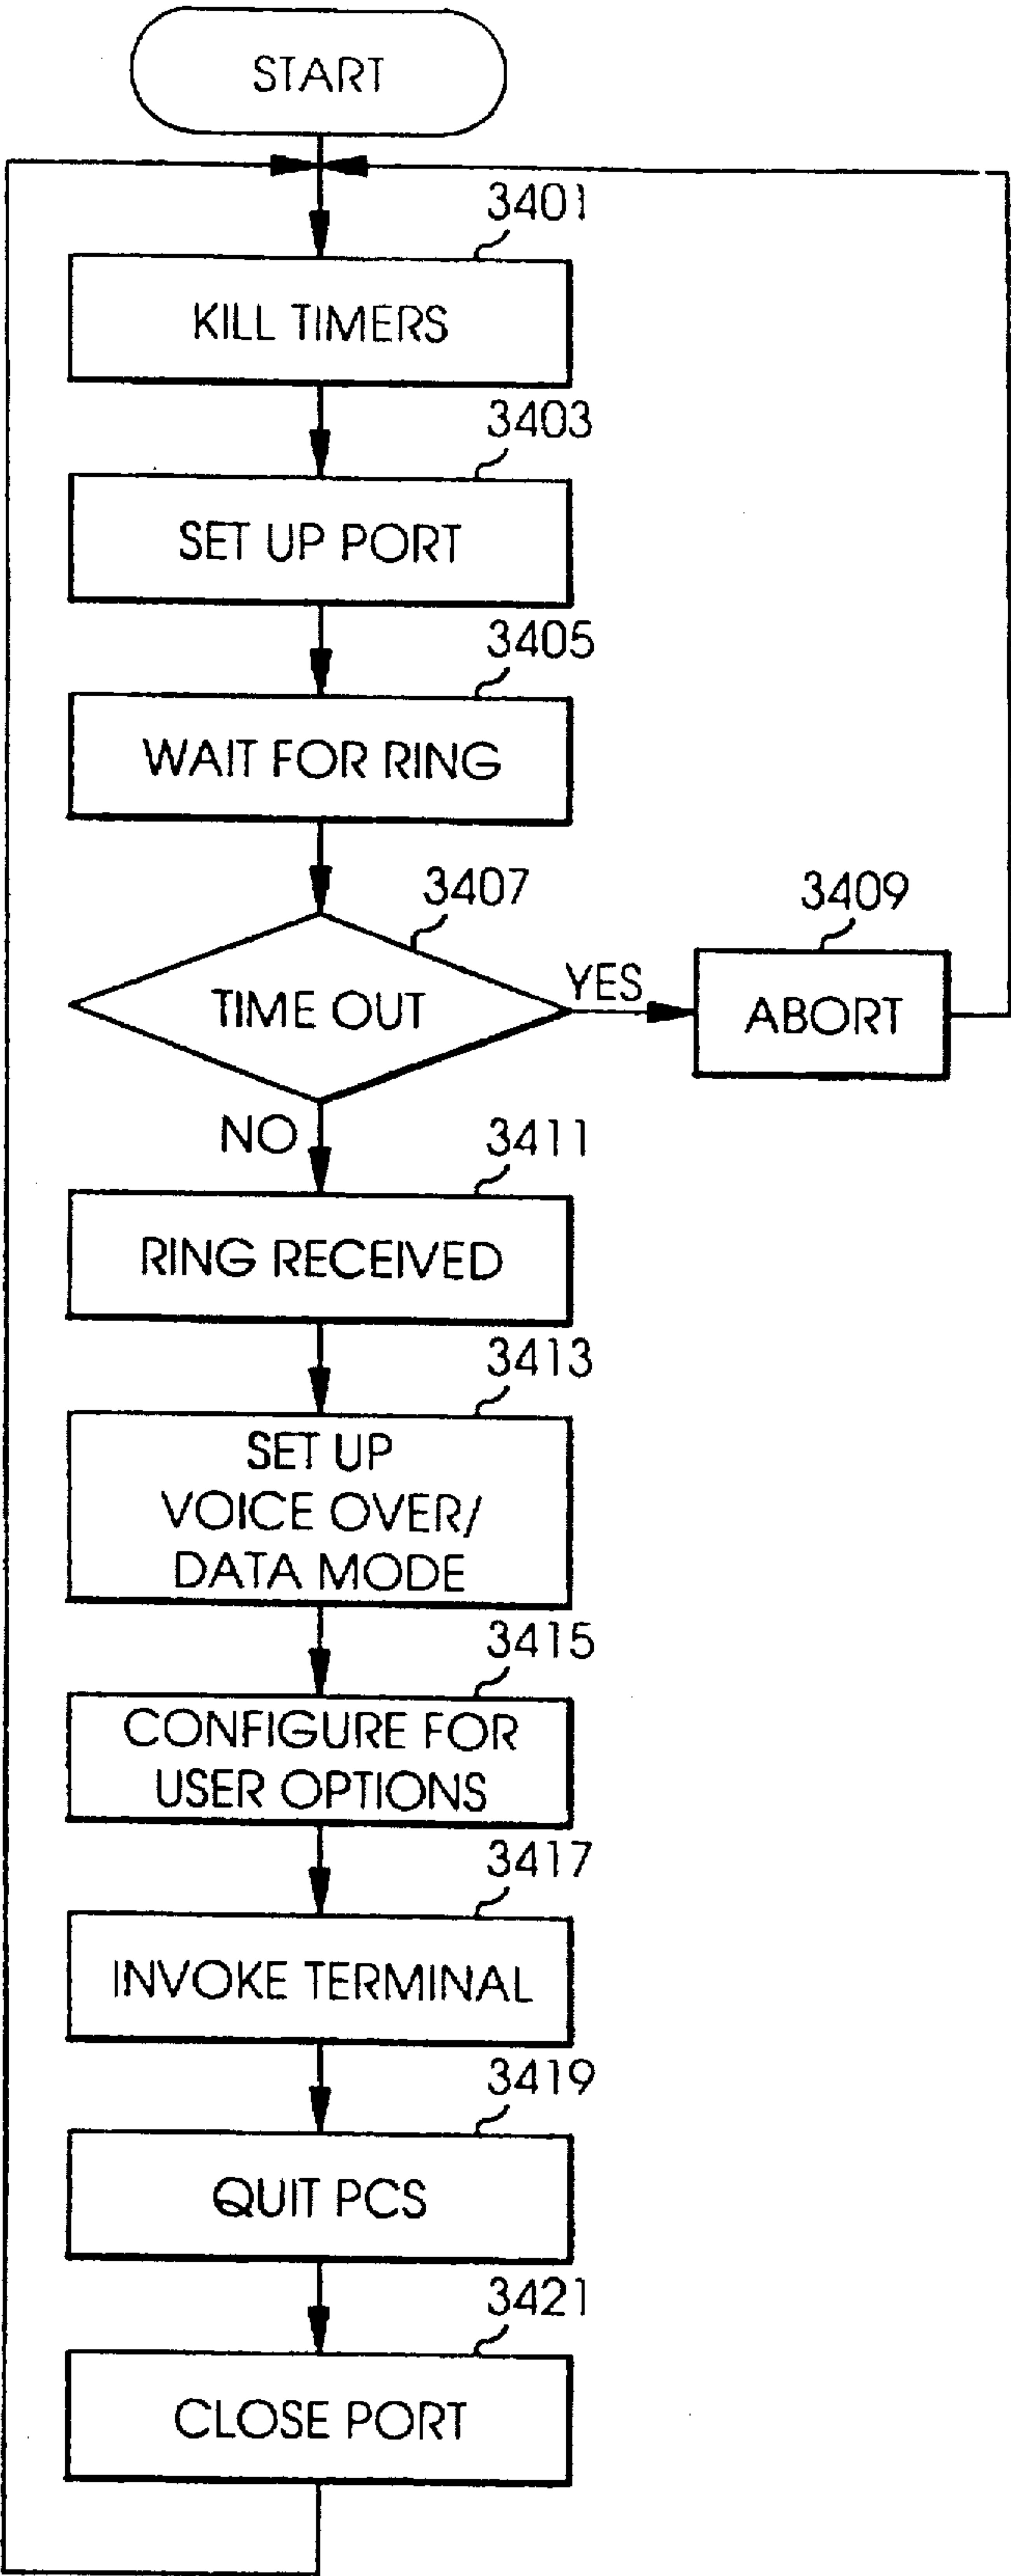 START
3401
KILL TIMERS
3403
SET UP PORT
3405
WAIT FOR RING
3407
TIME OUT
YES
3409
ABORT
NO
3411
RING RECEIVED
3413
SET UP
VOICE OVER/
DATA MODE
3415
CONFIGURE FOR
USER OPTIONS
3417
INVOKE TERMINAL
3419
QUIT PCS
3421
CLOSE PORT